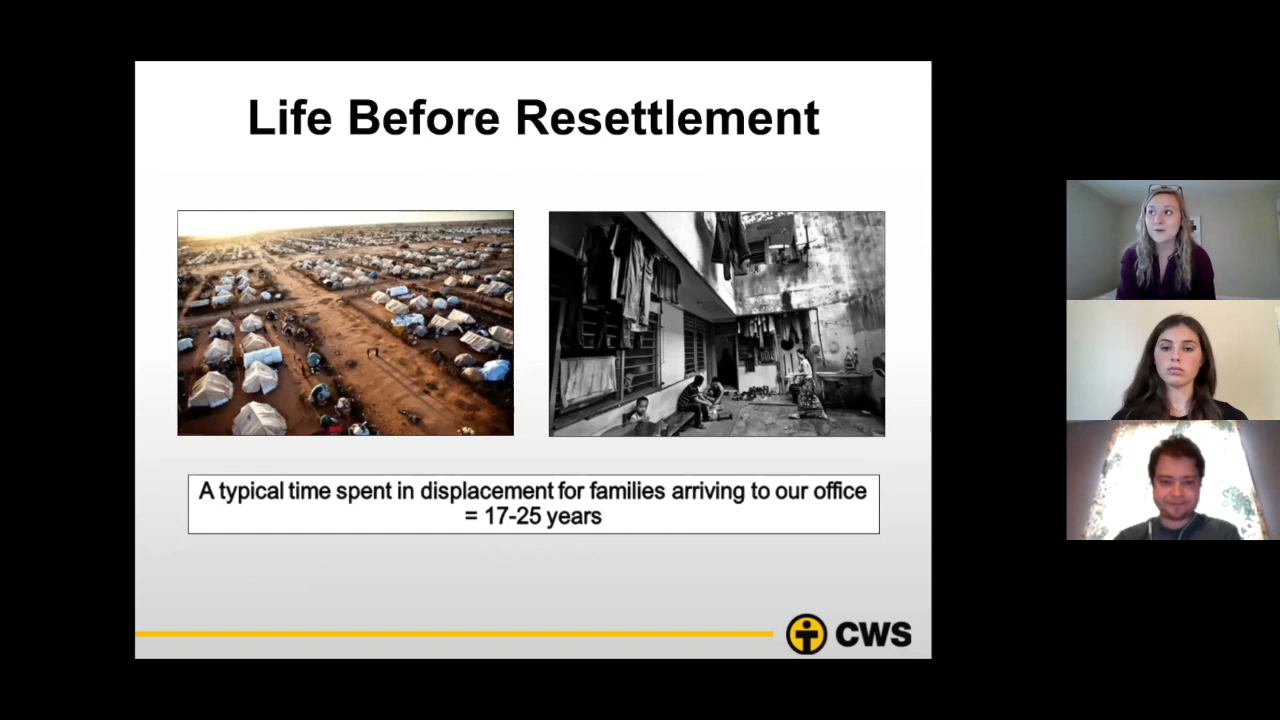 Life Before Resettlement
A typical time spent in displacement for families arriving to our office
= 17-25 years
CWS